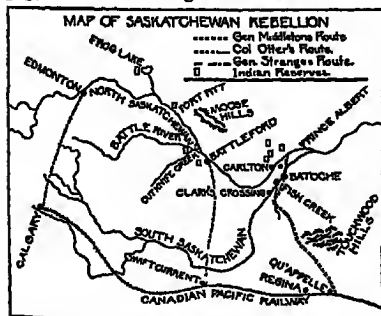 MAP OF SASKATCHEWAN REBELLION
Gen Middletons Route
Col Otter's Route.
Gen. Stranges Route.
Indian Reserves.
FROG LAKE
EDMONTON
NORTH SASKATCHEWAN
FORT PITT
MOOSE HILLS
BATTLE RIVER
BATTLEFORD
CUTKNIFE CREEK
PRINCE ALBERT
CARLTON
BATOCHE
CLARKS CROSSING
FISH CREEK
TOUCHWOOD HILLS
SOUTH SASKATCHEWAN
CALGARY
SWIFT CURRENT
QU'APPELLE
REGINA
CANADIAN PACIFIC RAILWAY